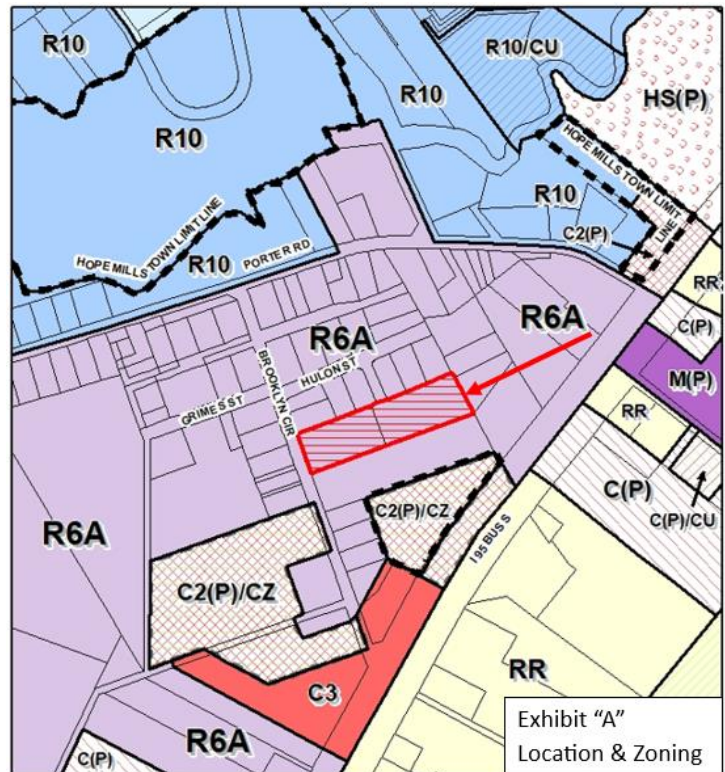 R10
R10/CU
R10
HS(P)
R10
HOPE MILLS TOWN LIMIT LINE
R10
C2(P)
HOPE MILLS TOWN LIMIT LINE
R10
PORTER RD
RR
C(P)
R6A
R6A
M(P)
BROOKLYN CIR
HULON ST
GRIMES ST
RR
C(P)
C(P)/CU
R6A
C2(P)/CZ
I 95 BUS S
C2(P)/CZ
RR
C3
R6A
C(P)
Exhibit “A”
Location & Zoning